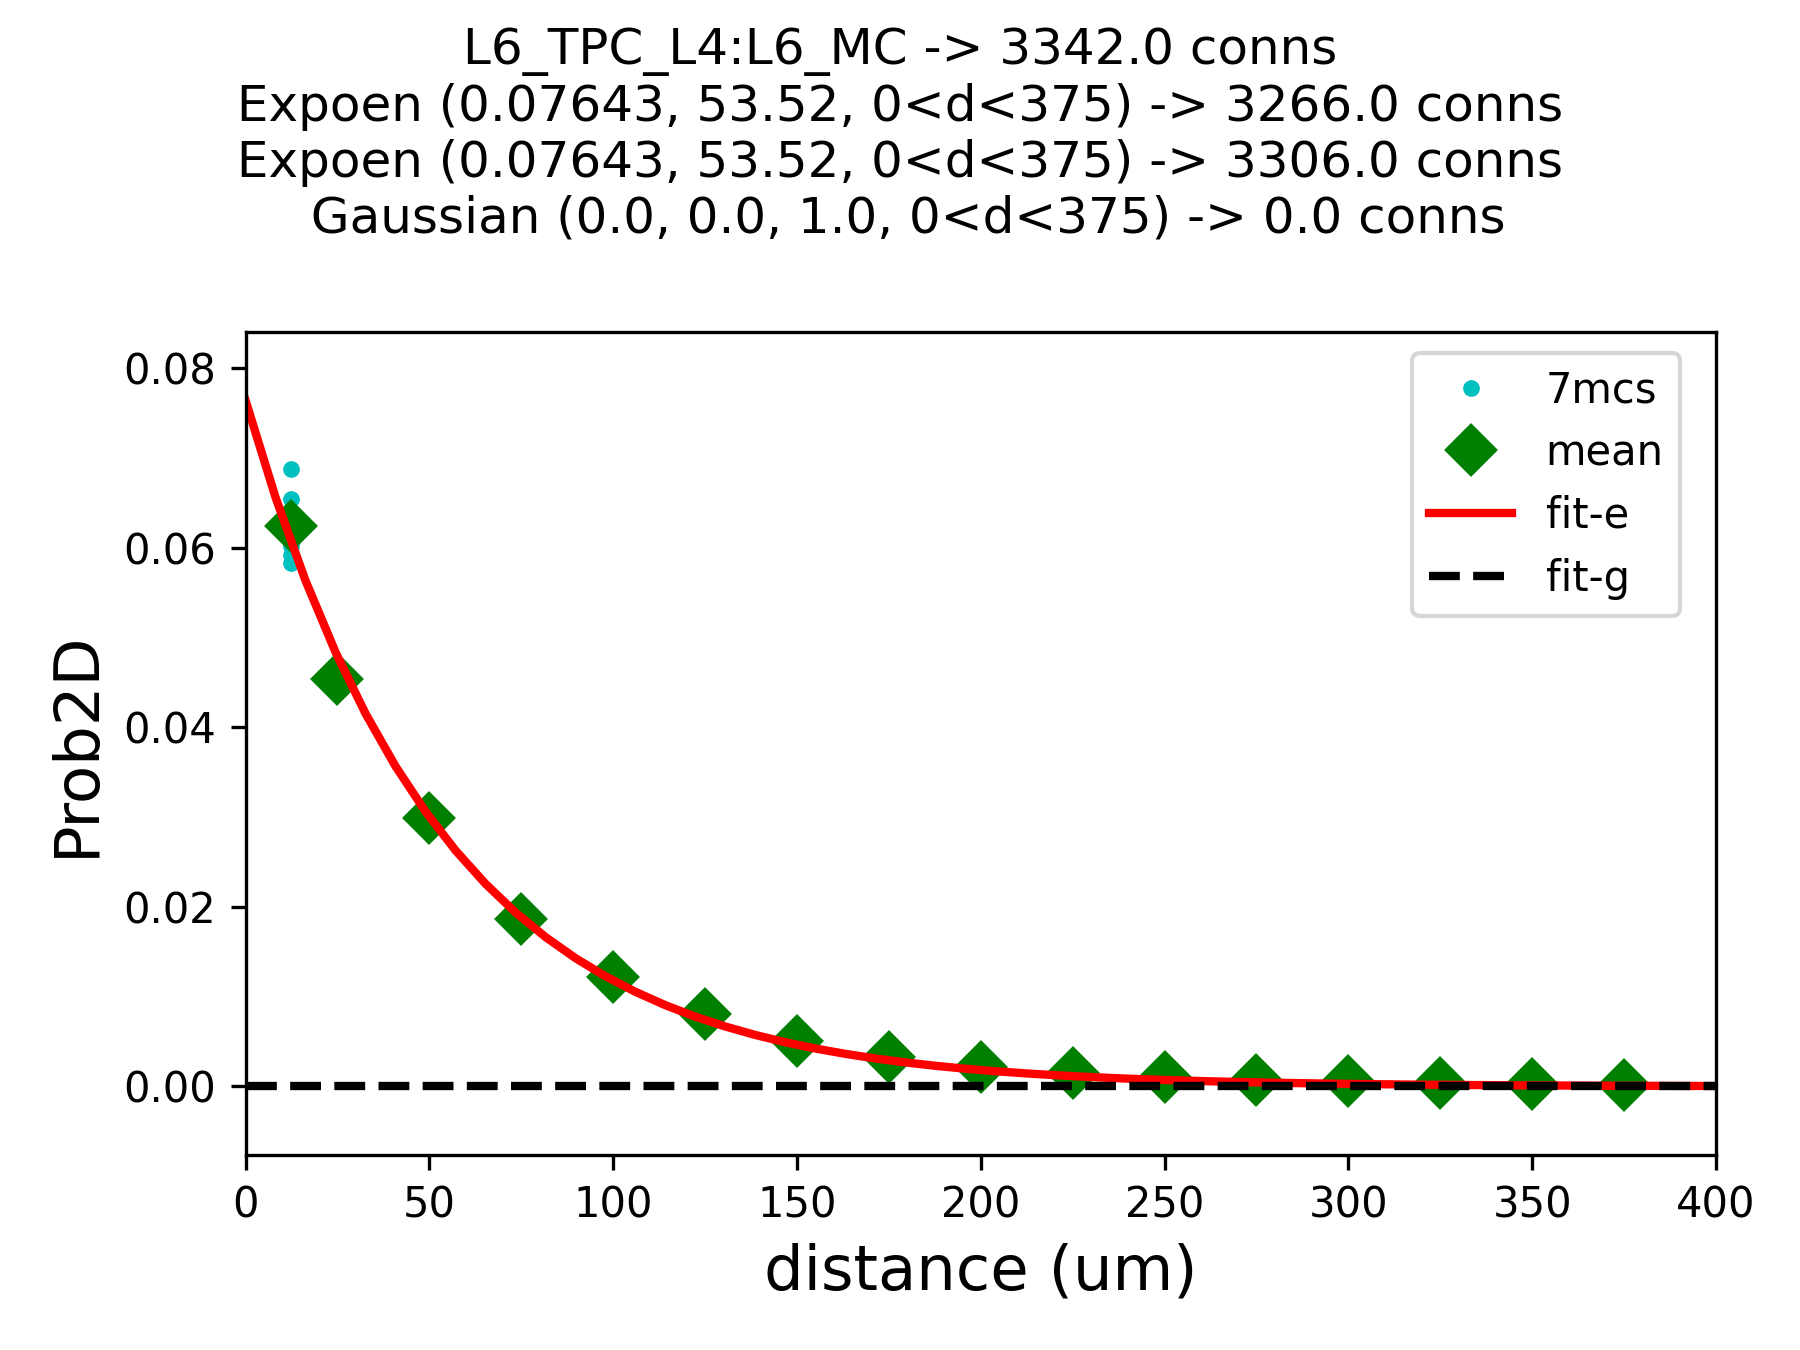 L6_TPC_L4:L6_MC -> 3342.0 conns
Expoen (0.07643, 53.52, 0<d<375) -> 3266.0 conns
Expoen (0.07643, 53.52, 0<d<375) -> 3306.0 conns
Gaussian (0.0, 0.0, 1.0, 0<d<375) -> 0.0 conns
7mcs
mean
fit-e
fit-g
Prob2D
0.08
0.06
0.04
0.02
0.00
0 50 100 150 200 250 300 350 400
distance (um)